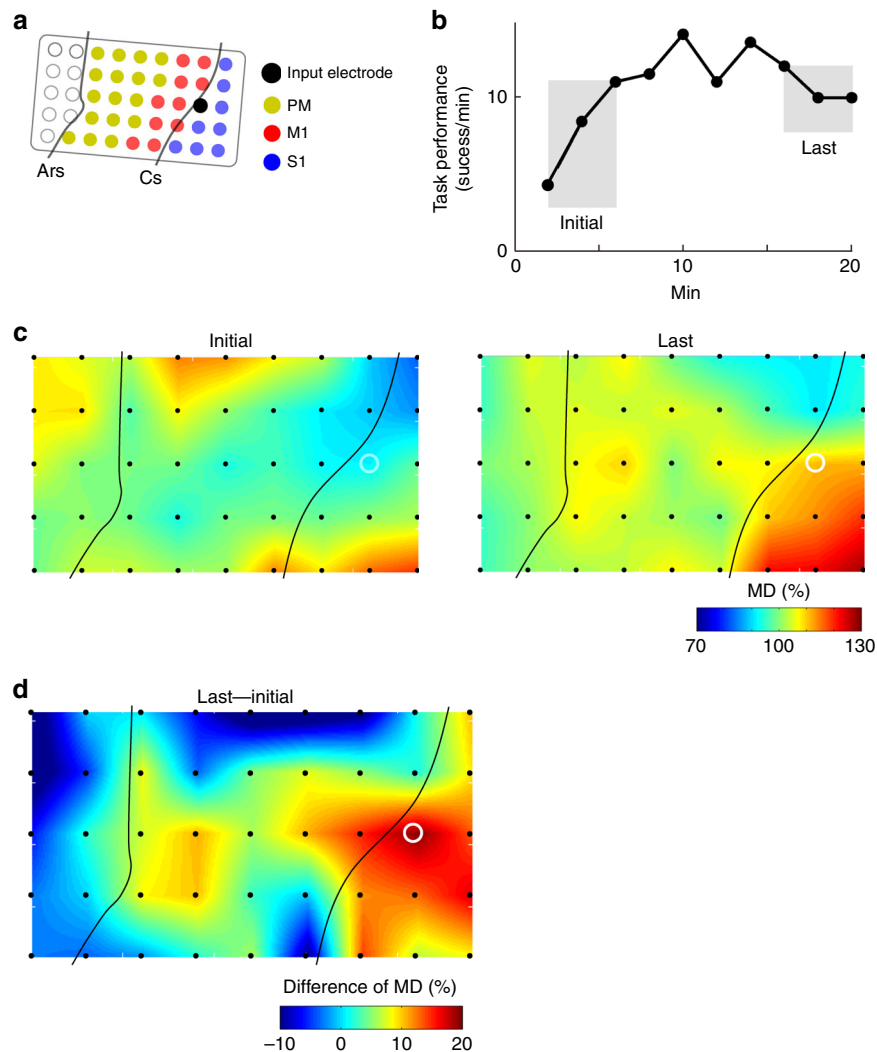 a
Input electrode
PM
M1
S1
Ars
Cs
b
Task performance
(sucess/min)
10
0
Initial
Last
0
10
20
Min
c
Initial
Last
MD (%)
70
100
130
d
Last—initial
Difference of MD (%)
−10
0
10
20